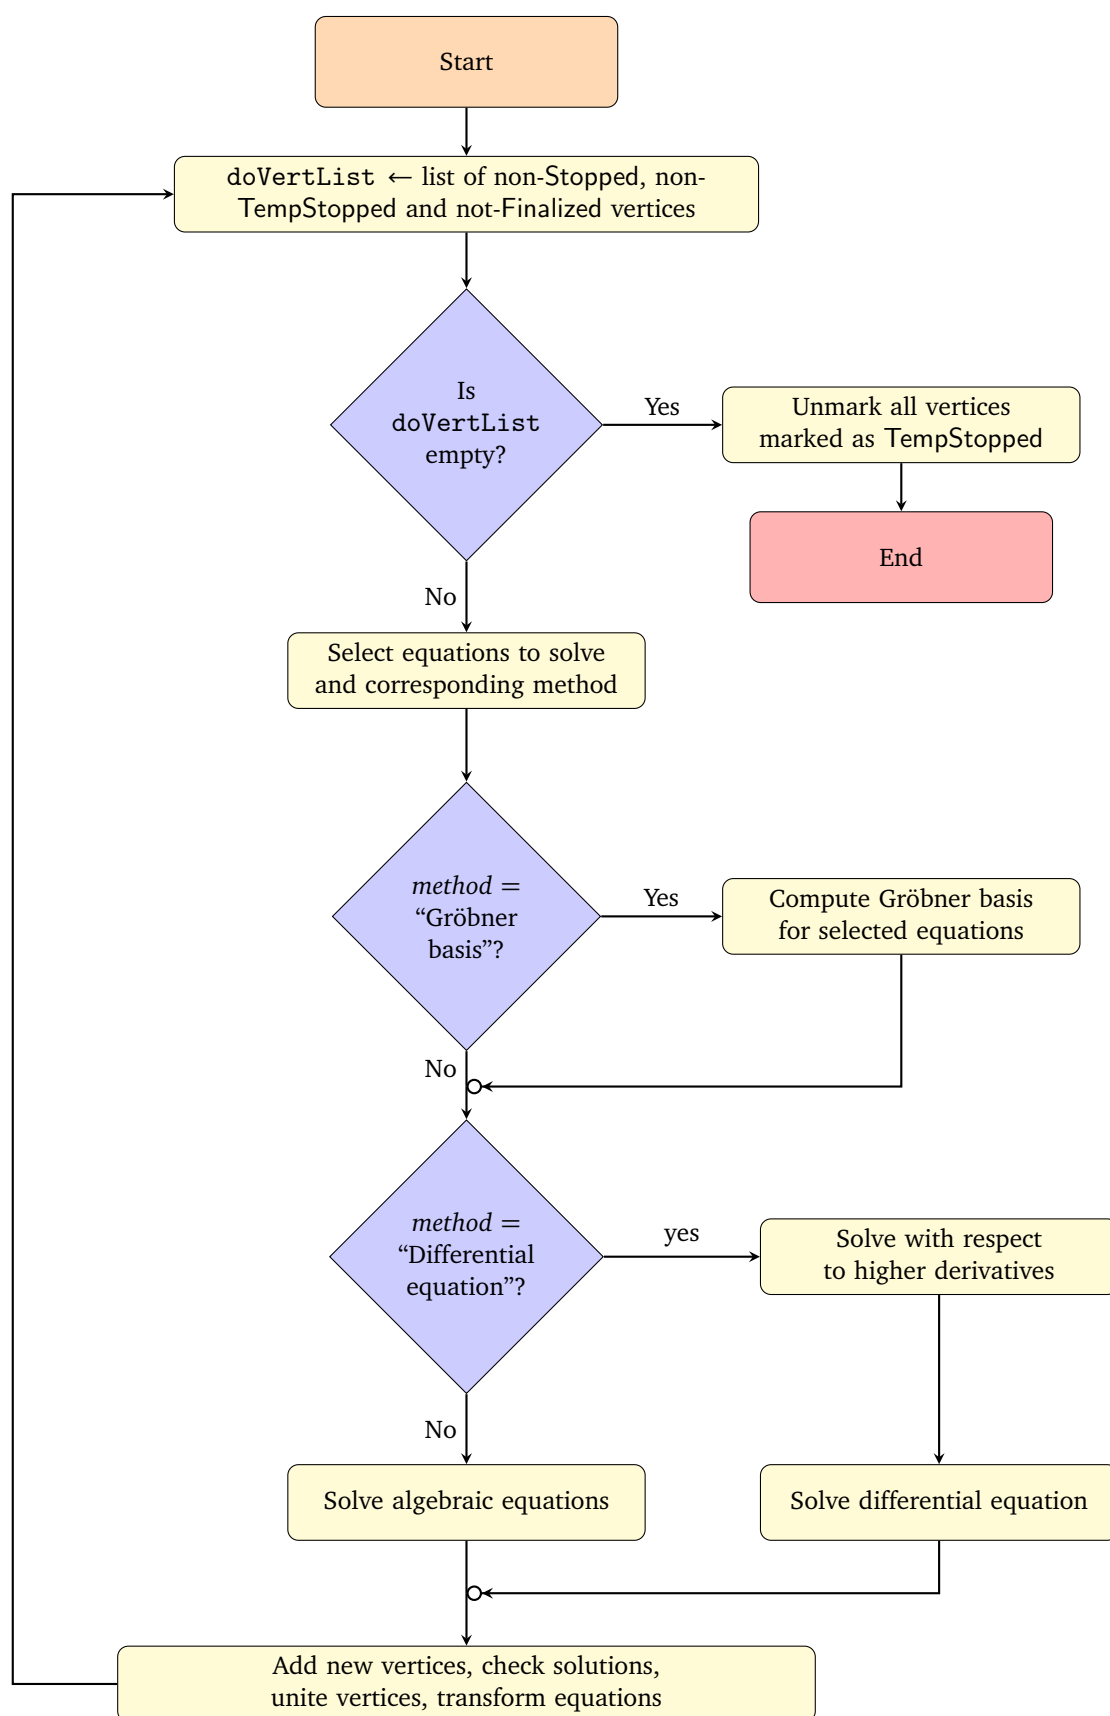 Start
doVertList ← list of non-Stopped, non-
TempStopped and not-Finalized vertices
Is
doVertList
empty?
Yes
Unmark all vertices
marked as TempStopped
End
No
Select equations to solve
and corresponding method
method =
“Gröbner
basis”?
Yes
Compute Gröbner basis
for selected equations
No
method =
“Differential
equation”?
yes
Solve with respect
to higher derivatives
No
Solve algebraic equations
Solve differential equation
Add new vertices, check solutions,
unite vertices, transform equations